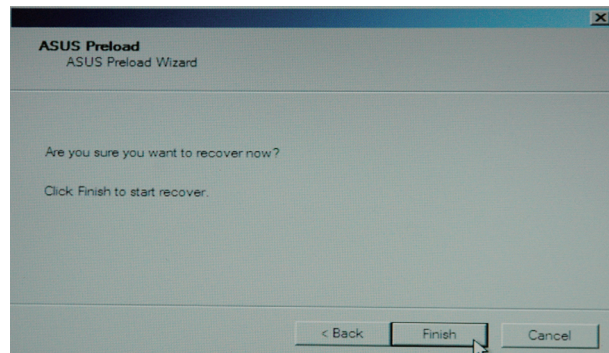 ASUS Preload
ASUS Preload Wizard
Are you sure you want to recover now?
Click Finish to start recover.
< Back
Finish
Cancel